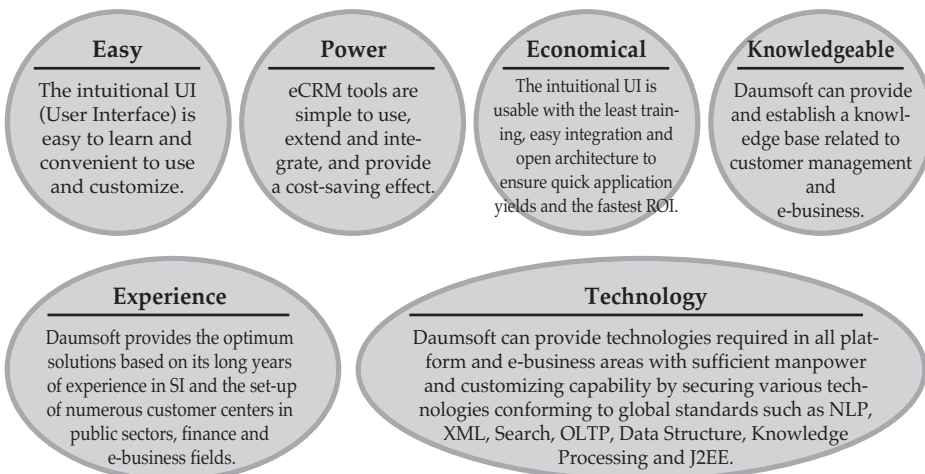 Easy
The intuitional UI
(User Interface) is
easy to learn and
convenient to use
and customize.
Power
eCRM tools are
simple to use,
extend and inte-
grate, and provide
a cost-saving effect.
Economical
The intuitional UI is
usable with the least train-
ing, easy integration and
open architecture to
ensure quick application
yields and the fastest ROI.
Knowledgeable
Daumsoft can provide
and establish a knowl-
edge base related to
customer management
and
e-business.
Experience
Daumsoft provides the optimum
solutions based on its long years
of experience in SI and the set-up
of numerous customer centers in
public sectors, finance and
e-business fields.
Technology
Daumsoft can provide technologies required in all plat-
form and e-business areas with sufficient manpower
and customizing capability by securing various tech-
nologies conforming to global standards such as NLP,
XML, Search, OLTP, Data Structure, Knowledge
Processing and J2EE.